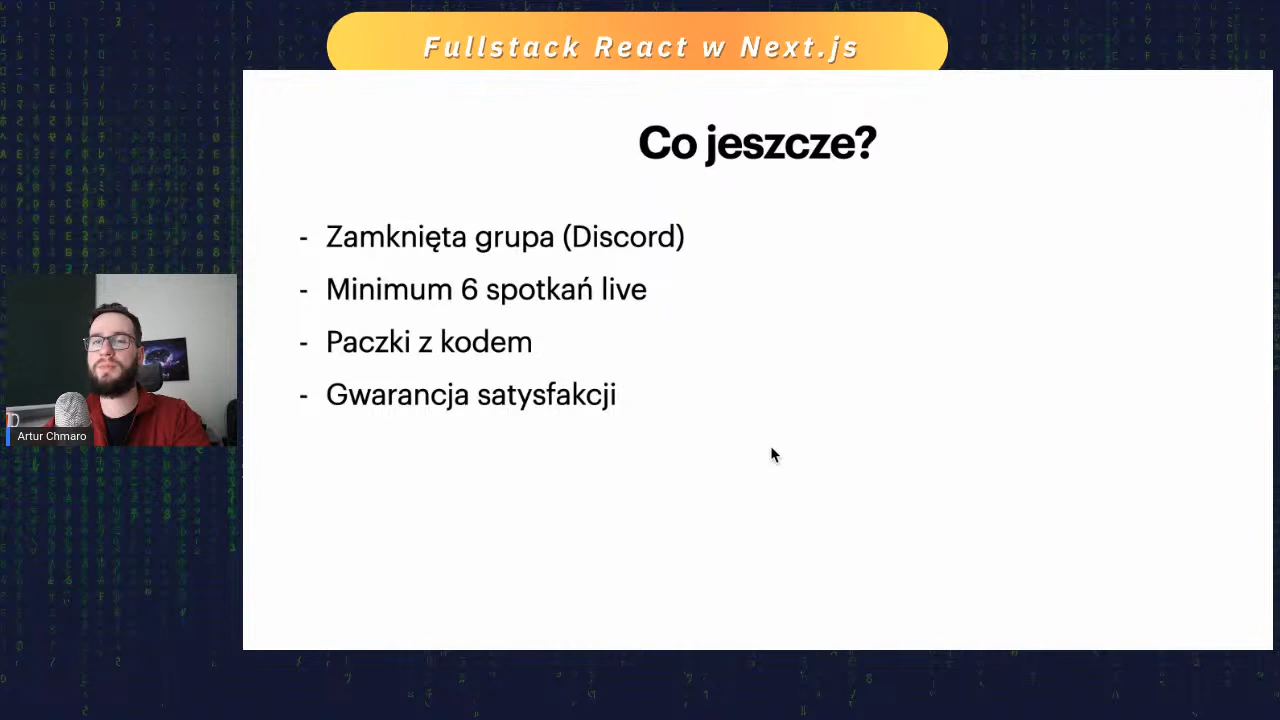 Fullstack React w Next.js
Co jeszcze?
- Zamknięta grupa (Discord)
- Minimum 6 spotkań live
- Paczki z kodem
- Gwarancja satysfakcji
Artur Chmaro